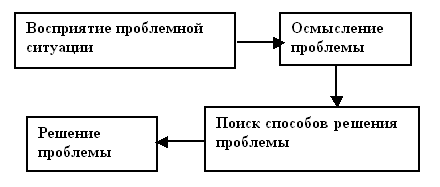 Восприятие проблемной
ситуации
Осмысление
проблемы
Поиск способов решения
проблемы
Решение
проблемы